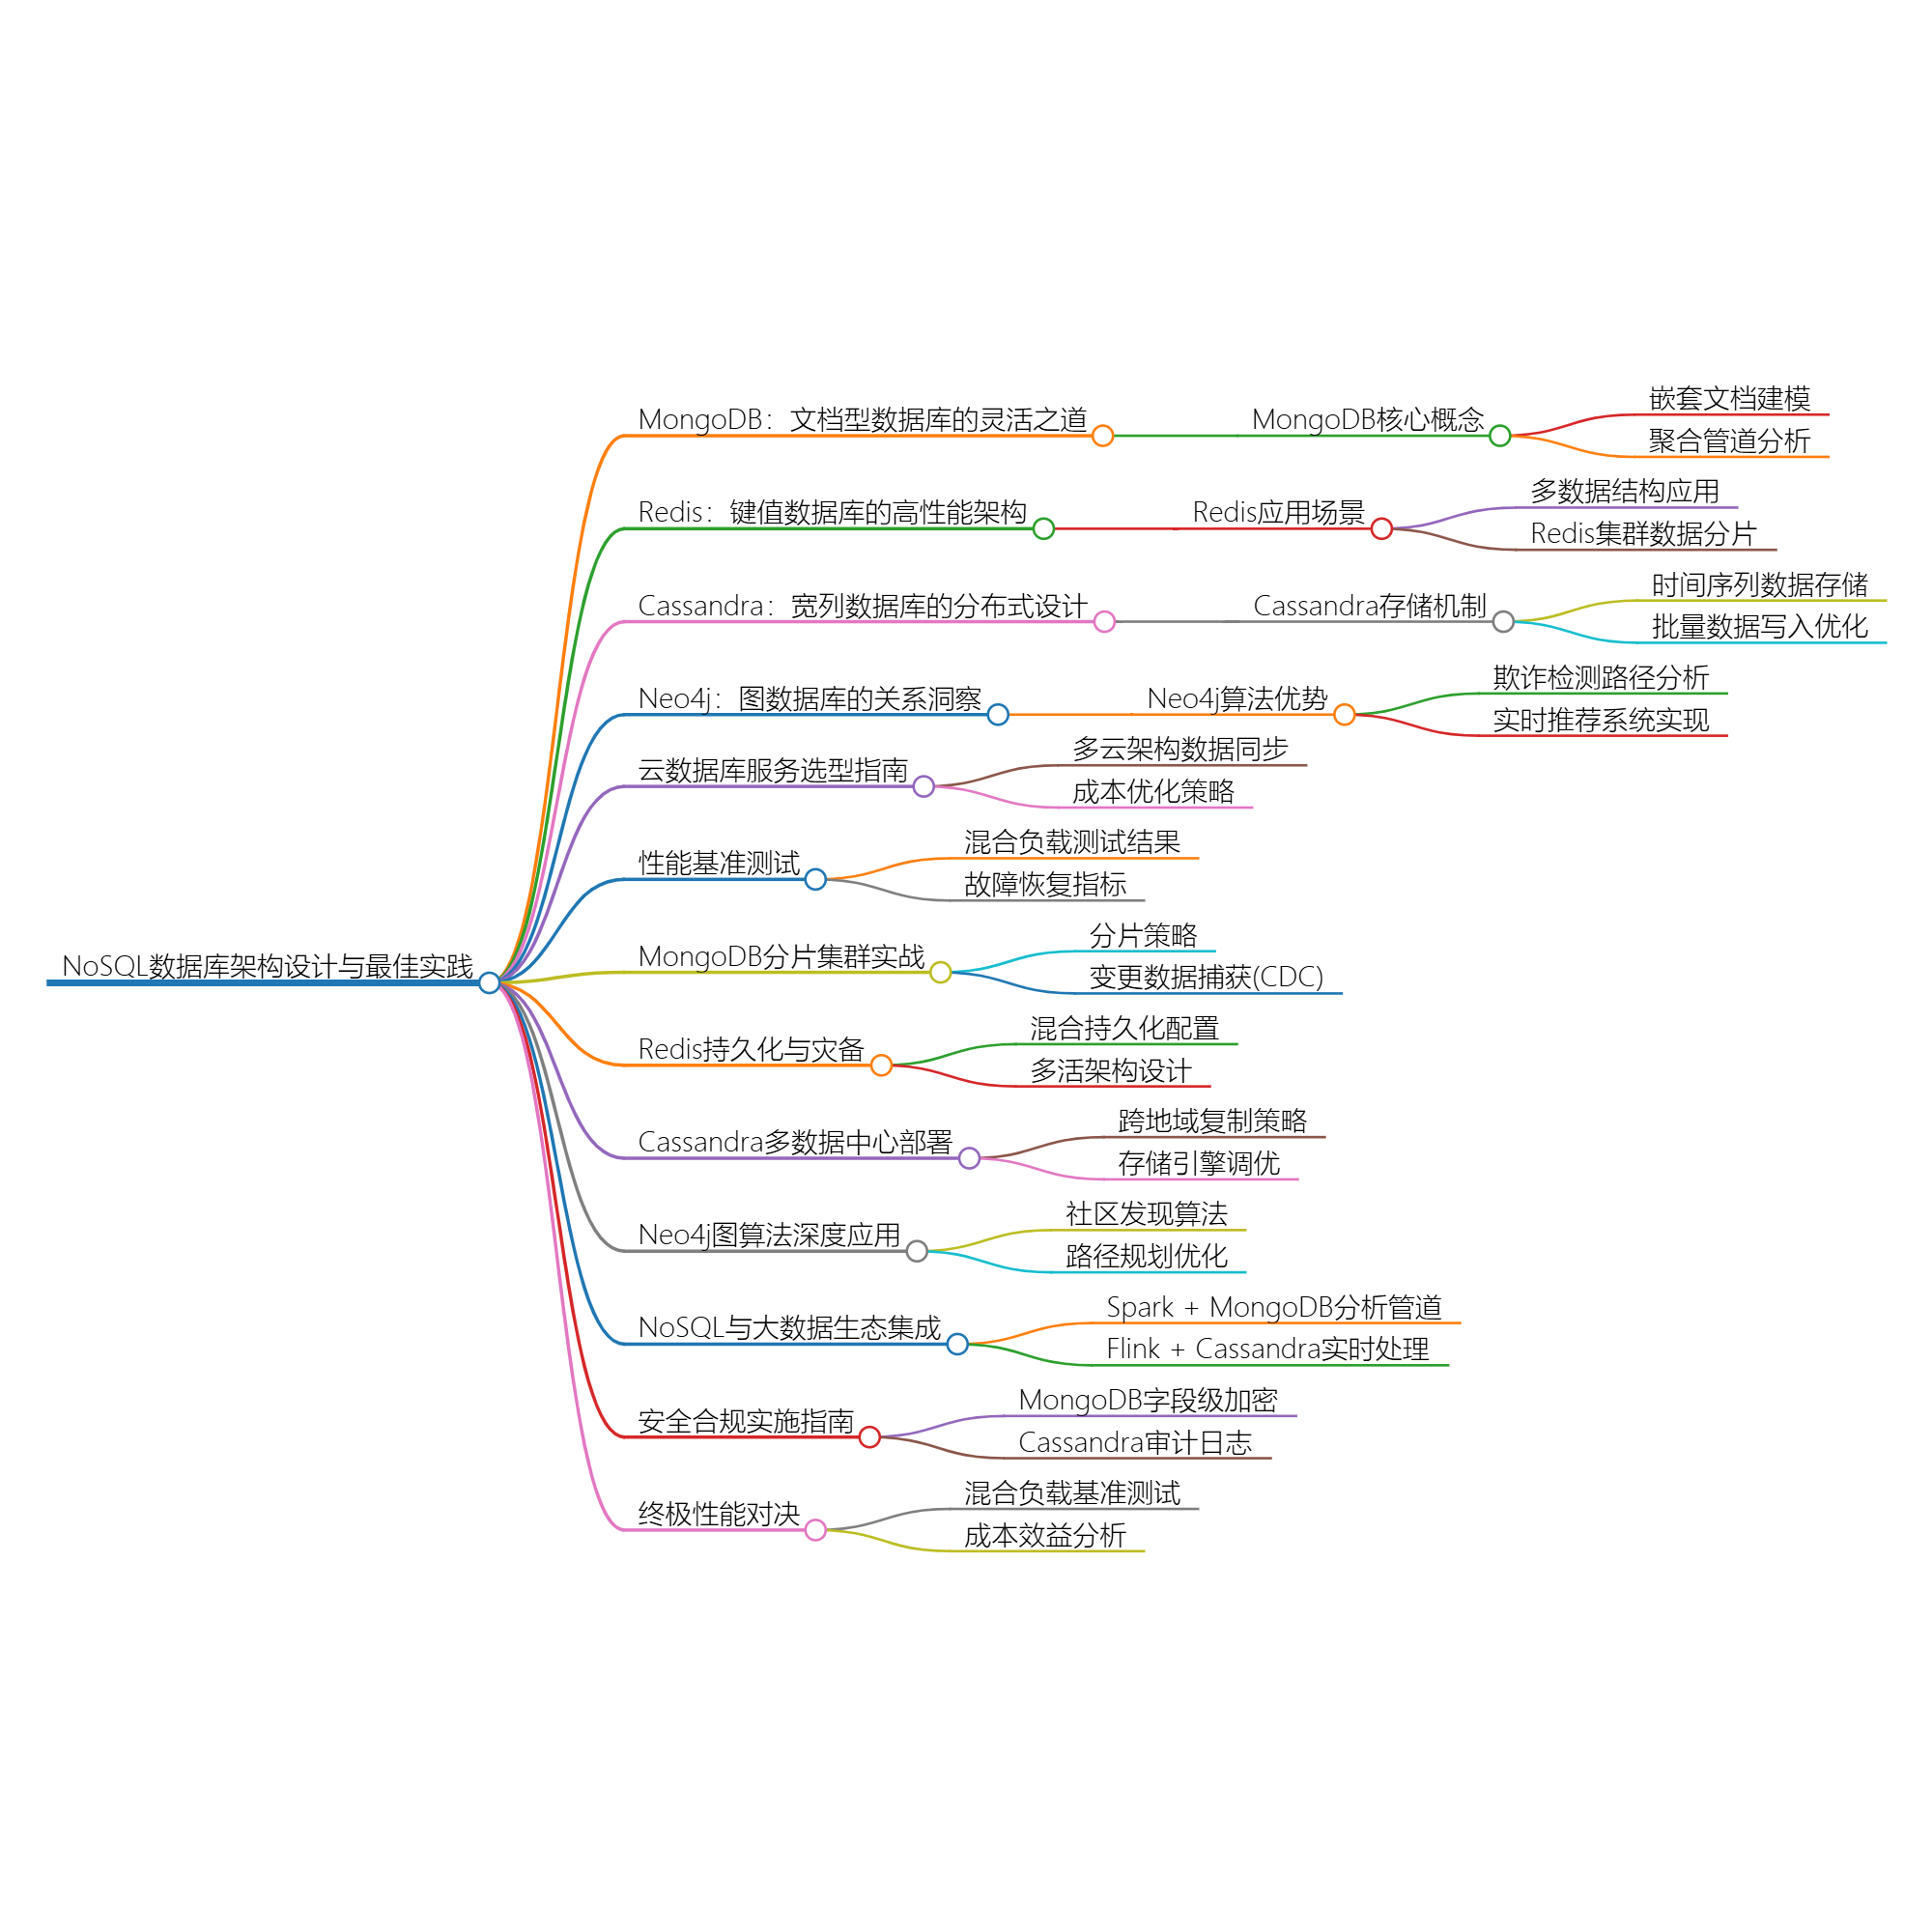 NoSQL数据库架构设计与最佳实践
MongoDB：文档型数据库的灵活之道
MongoDB核心概念
嵌套文档建模
聚合管道分析
Redis：键值数据库的高性能架构
Redis应用场景
多数据结构应用
Redis集群数据分片
Cassandra：宽列数据库的分布式设计
Cassandra存储机制
时间序列数据存储
批量数据写入优化
Neo4j：图数据库的关系洞察
Neo4j算法优势
欺诈检测路径分析
实时推荐系统实现
云数据库服务选型指南
多云架构数据同步
成本优化策略
性能基准测试
混合负载测试结果
故障恢复指标
MongoDB分片集群实战
分片策略
变更数据捕获(CDC)
Redis持久化与灾备
混合持久化配置
多活架构设计
Cassandra多数据中心部署
跨地域复制策略
存储引擎调优
Neo4j图算法深度应用
社区发现算法
路径规划优化
NoSQL与大数据生态集成
Spark + MongoDB分析管道
Flink + Cassandra实时处理
安全合规实施指南
MongoDB字段级加密
Cassandra审计日志
终极性能对决
混合负载基准测试
成本效益分析